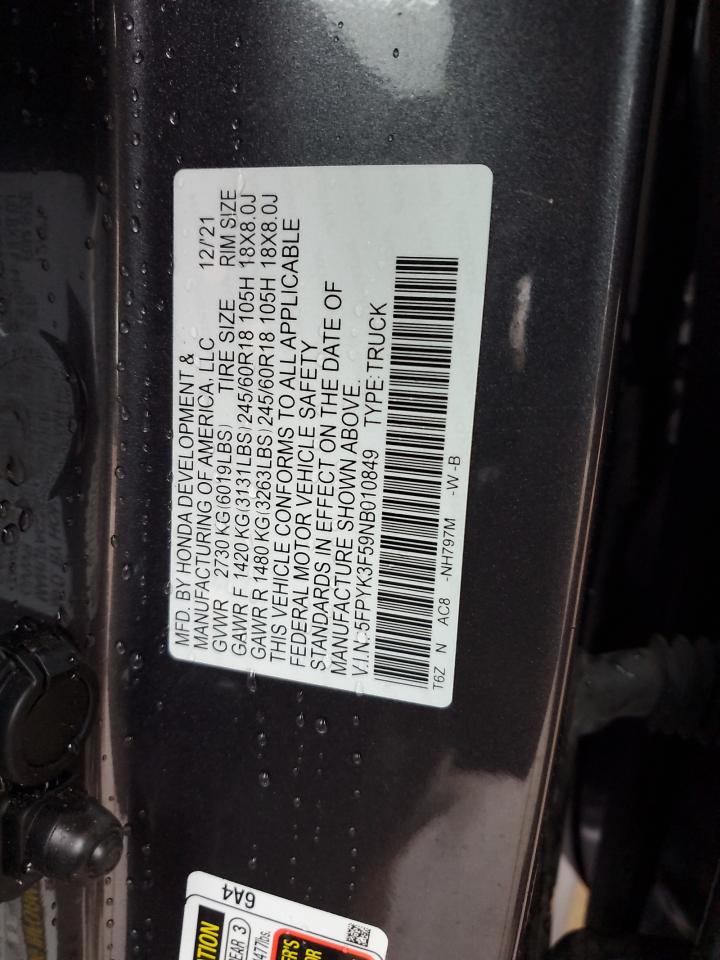 MFD. BY HONDA DEVELOPMENT &
MANUFACTURING OF AMERICA, LLC 12/'21
GVWR 2730 KG (6019LBS) TIRE SIZE RIM SIZE
GAWR F 1420 KG (3131LBS) 245/60R18 105H 18X8.0J
GAWR R 1480 KG (3263LBS) 245/60R18 105H 18X8.0J
THIS VEHICLE CONFORMS TO ALL APPLICABLE
FEDERAL MOTOR VEHICLE SAFETY
STANDARDS IN EFFECT ON THE DATE OF
MANUFACTURE SHOWN ABOVE.
V.I.N.:5FPYK3F59NB010849 TYPE:TRUCK
T6Z N AC8 -NH797M -W -B
6A4
REAR 3